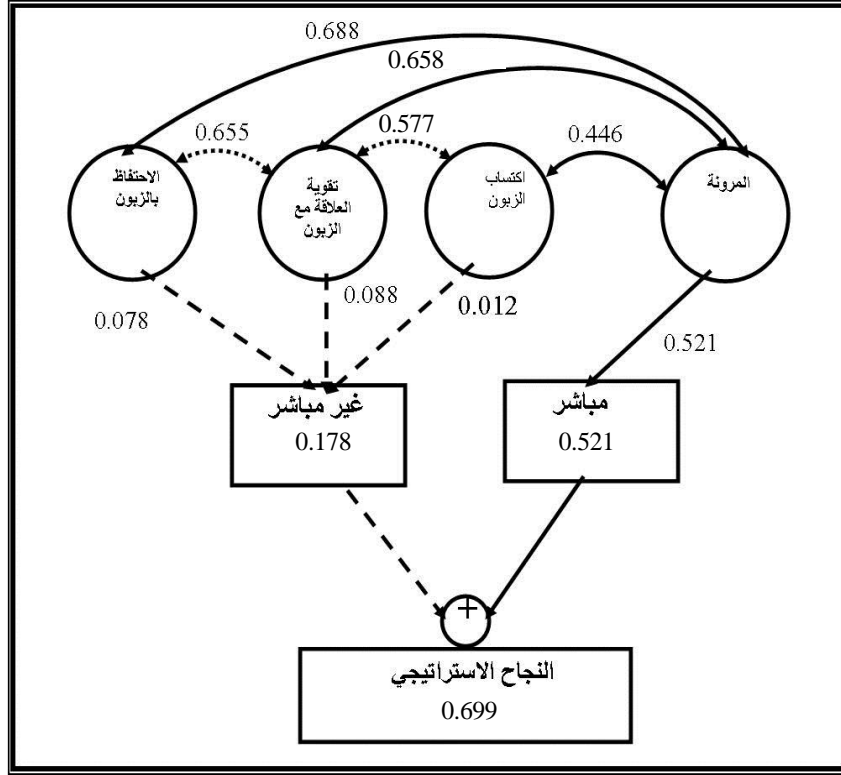 0.688
0.658
0.446
0.577
0.655
المرونة
اكتساب
الزبون
تقوية
العلاقة مع
الزبون
الاحتفاظ
بالزبون
0.521
0.012
0.088
0.078
مباشر
0.521
غير مباشر
0.178
+
النجاح الاستراتيجي
0.699